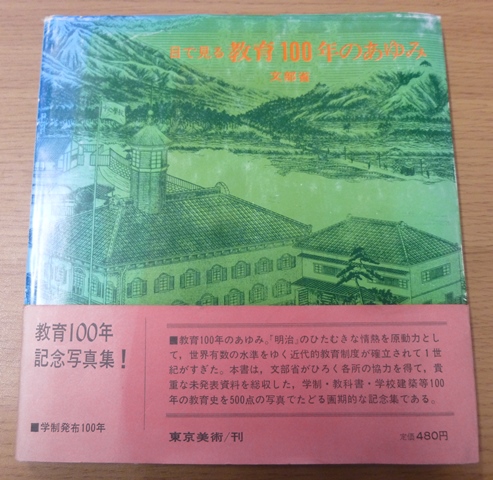 目で見る教育100年のあゆみ
文部省
教育100年
記念写真集!
■学制発布100年
■教育100年のあゆみ。「明治」のひたむきな情熱を原動力とし
て，世界有数の水準をゆく近代的教育制度が確立されて1世
紀がすぎた。本書は，文部省がひろく各所の協力を得て，貴
重な未発表資料を総収した，学制・教科書・学校建築等100
年の教育史を500点の写真でたどる画期的な記念集である。
東京美術/刊
定価480円